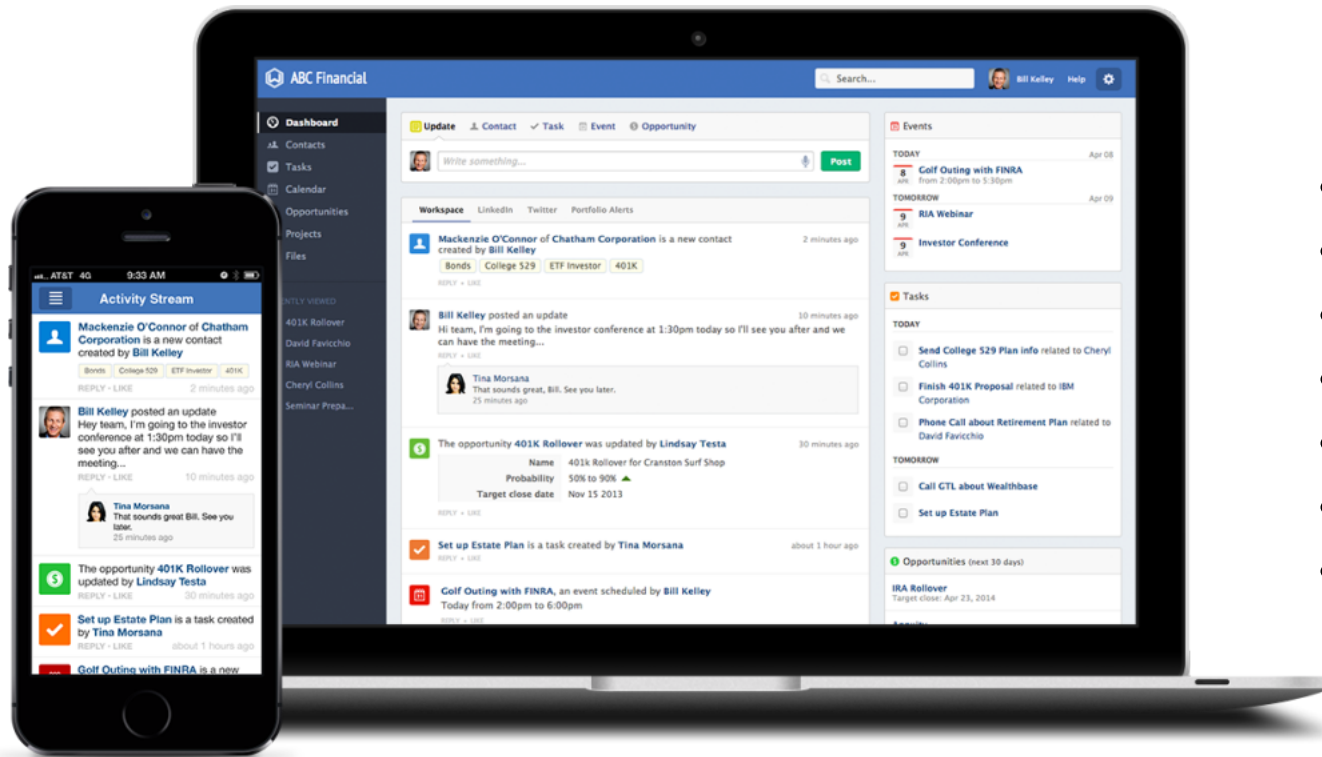 ABC Financial
Search...
Bill Kelley
Help
Dashboard
Contacts
Tasks
Calendar
Opportunities
Projects
Files
VIEWED
401K Rollover
David Favicchio
RIA Webinar
Cheryl Collins
Seminar Prepa...
Update Contact Task Event Opportunity
Write something...
Post
Workspace LinkedIn Twitter Portfolio Alerts
Mackenzie O'Connor of Chatham Corporation is a new contact 2 minutes ago
created by Bill Kelley
Bonds College 529 ETF Investor 401K
REPLY • LIKE
Bill Kelley posted an update 10 minutes ago
Hi team, I'm going to the investor conference at 1:30pm today so I'll see you after and we
can have the meeting...
REPLY • LIKE
Tina Morsana
That sounds great, Bill. See you later.
25 minutes ago
The opportunity 401K Rollover was updated by Lindsay Testa 30 minutes ago
Name 401k Rollover for Cranston Surf Shop
Probability 50% to 90%
Target close date Nov 15 2013
REPLY • LIKE
Set up Estate Plan is a task created by Tina Morsana about 1 hour ago
REPLY • LIKE
Golf Outing with FINRA, an event scheduled by Bill Kelley
Today from 2:00pm to 6:00pm
REPLY • LIKE
Events
TODAY Apr 08
8 APR Golf Outing with FINRA
from 2:00pm to 5:30pm
TOMORROW Apr 09
9 APR RIA Webinar
9 APR Investor Conference
Tasks
TODAY
Send College 529 Plan info related to Cheryl
Collins
Finish 401K Proposal related to IBM
Corporation
Phone Call about Retirement Plan related to
David Favicchio
TOMORROW
Call GTL about Wealthbase
Set up Estate Plan
Opportunities (next 30 days)
IRA Rollover
Target close: Apr 23, 2014
AT&T 4G 9:33 AM
Activity Stream
Mackenzie O'Connor of Chatham
Corporation is a new contact
created by Bill Kelley
Bonds College 529 ETF Investor 401K
REPLY • LIKE 2 minutes ago
Bill Kelley posted an update
Hey team, I'm going to the investor
conference at 1:30pm today so I'll
see you after and we can have the
meeting...
REPLY • LIKE 10 minutes ago
Tina Morsana
That sounds great Bill. See you
later.
25 minutes ago
The opportunity 401K Rollover was
updated by Lindsay Testa
REPLY • LIKE 30 minutes ago
Set up Estate Plan is a task created
by Tina Morsana
REPLY • LIKE about 1 hours ago
Golf Outing with FINRA is a new